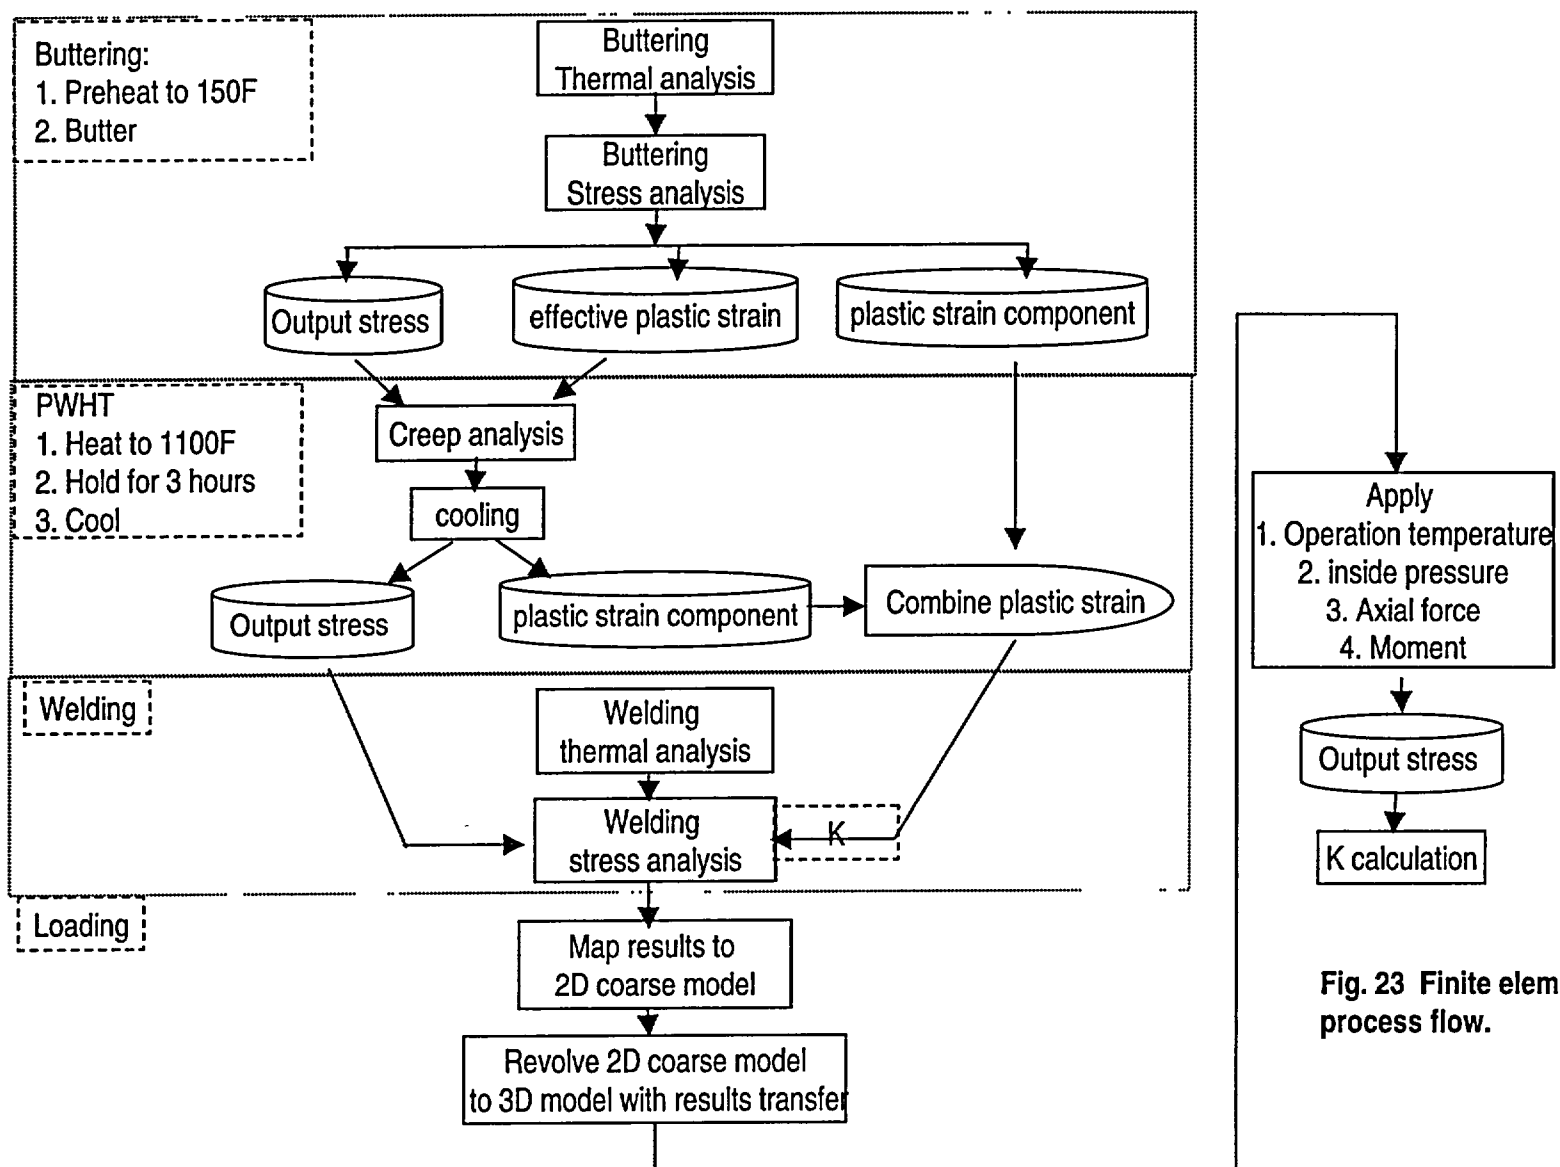 Buttering:
1. Preheat to 150F
2. Butter
Buttering
Thermal analysis
Buttering
Stress analysis
Output stress
effective plastic strain
plastic strain component
PWHT
1. Heat to 1100F
2. Hold for 3 hours
3. Cool
Creep analysis
cooling
Output stress
plastic strain component
Combine plastic strain
Welding
Welding
thermal analysis
Welding
stress analysis
K
Loading
Map results to
2D coarse model
Revolve 2D coarse model
to 3D model with results transfer
Apply
1. Operation temperature
2. inside pressure
3. Axial force
4. Moment
Output stress
K calculation
Fig. 23 Finite elem
process flow.